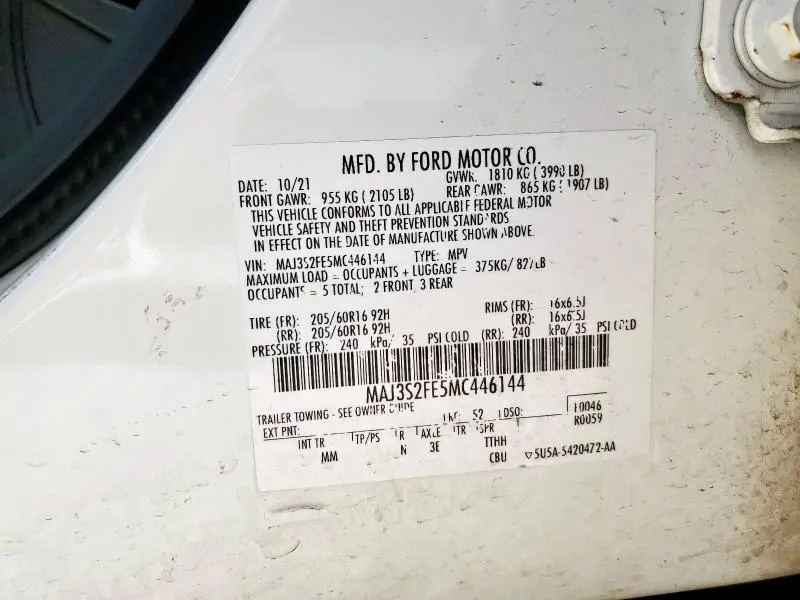 MFD. BY FORD MOTOR CO.
DATE: 10/21 GVWR: 1810 KG ( 3990 LB)
FRONT GAWR: 955 KG ( 2105 LB) REAR GAWR: 865 KG ( 1907 LB)
THIS VEHICLE CONFORMS TO ALL APPLICABLE FEDERAL MOTOR
VEHICLE SAFETY AND THEFT PREVENTION STANDARDS
IN EFFECT ON THE DATE OF MANUFACTURE SHOWN ABOVE.
VIN: MAJ3S2FE5MC446144 TYPE: MPV
MAXIMUM LOAD = OCCUPANTS + LUGGAGE = 375KG/ 827LB
OCCUPANTS = 5 TOTAL; 2 FRONT, 3 REAR
TIRE (FR): 205/60R16 92H RIMS (FR): 16x6.5J
(RR): 205/60R16 92H (RR): 16x6.5J
PRESSURE (FR): 240 kPa/ 35 PSI COLD (RR): 240 kPa/ 35 PSI COLD
MAJ3S2FE5MC446144
TRAILER TOWING - SEE OWNER GUIDE
EXT PNT: 52 DSO: F0046
R0059
INT TR TP/PS R AXLE TR SPR
MM N 3E TTHH
CBU ▽5U5A-5420472-AA